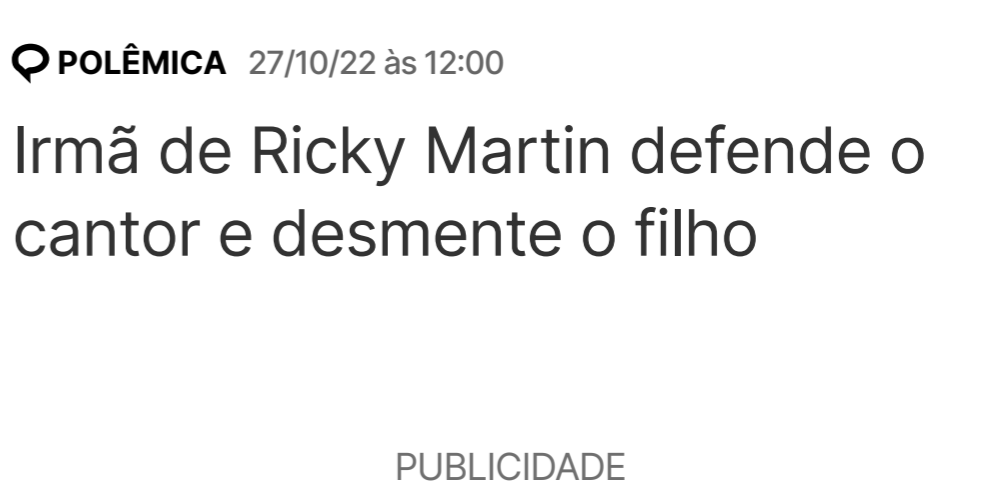 POLÊMICA 27/10/22 às 12:00
Irmã de Ricky Martin defende o
cantor e desmente o filho
PUBLICIDADE